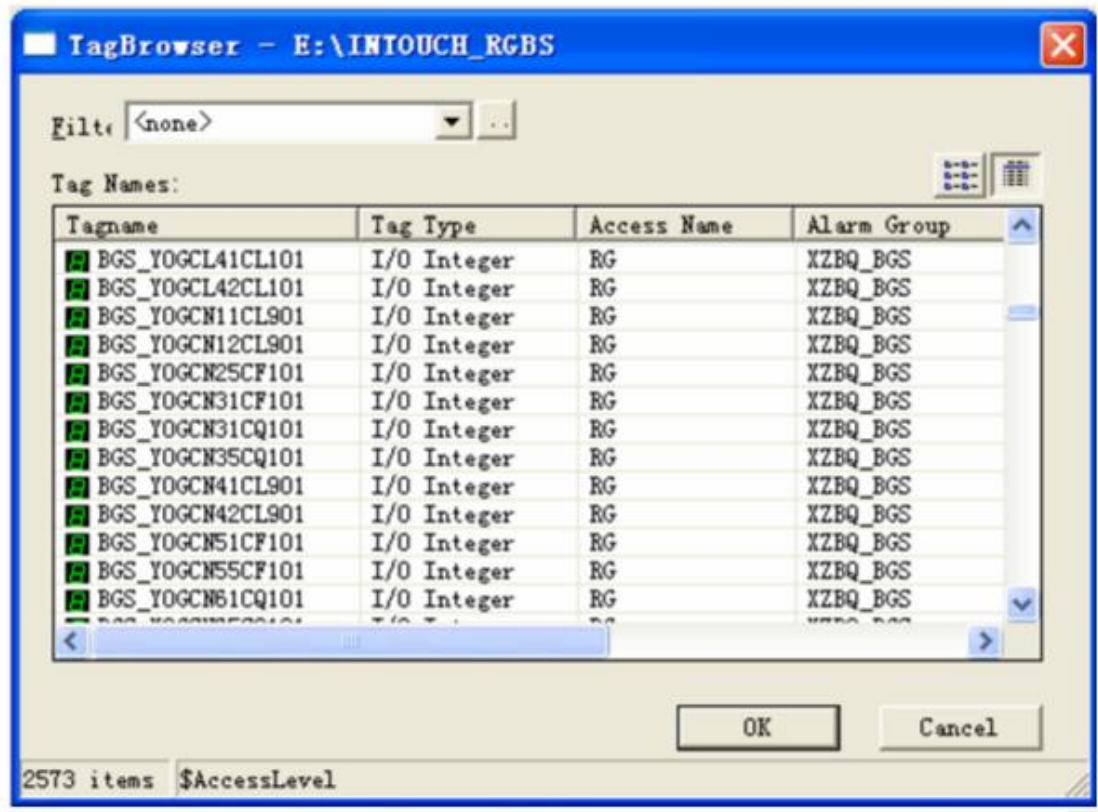 TagBrowser - E:\INTOUCH_RGBS
Filte <none> ..
Tag Names:
Tagname Tag Type Access Name Alarm Group
BGS_YOGCL41CL101 I/O Integer RG XZBQ_BGS
BGS_YOGCL42CL101 I/O Integer RG XZBQ_BGS
BGS_YOGCN11CL901 I/O Integer RG XZBQ_BGS
BGS_YOGCN12CL901 I/O Integer RG XZBQ_BGS
BGS_YOGCN25CF101 I/O Integer RG XZBQ_BGS
BGS_YOGCN31CF101 I/O Integer RG XZBQ_BGS
BGS_YOGCN31CQ101 I/O Integer RG XZBQ_BGS
BGS_YOGCN35CQ101 I/O Integer RG XZBQ_BGS
BGS_YOGCN41CL901 I/O Integer RG XZBQ_BGS
BGS_YOGCN42CL901 I/O Integer RG XZBQ_BGS
BGS_YOGCN51CF101 I/O Integer RG XZBQ_BGS
BGS_YOGCN55CF101 I/O Integer RG XZBQ_BGS
BGS_YOGCN61CQ101 I/O Integer RG XZBQ_BGS
OK Cancel
2573 items $AccessLevel